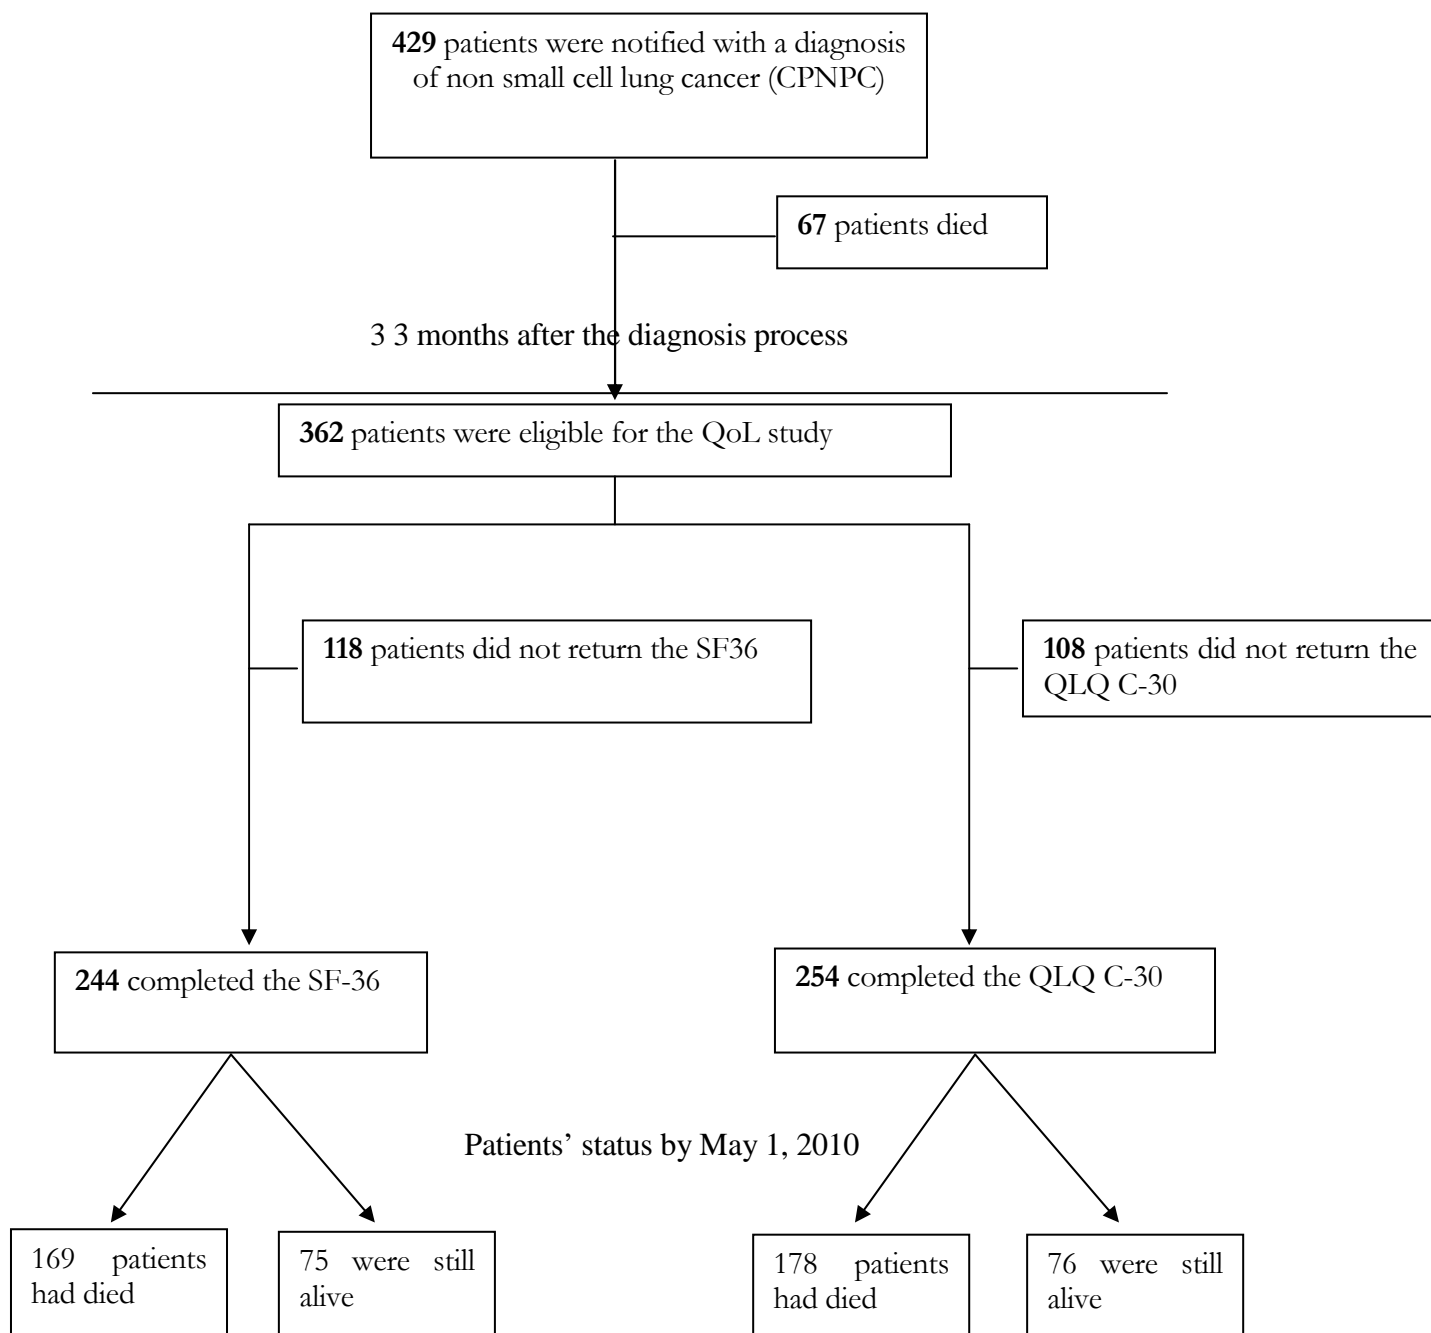 429 patients were notified with a diagnosis
of non small cell lung cancer (CPNPC)
67 patients died
3 3 months after the diagnosis process
362 patients were eligible for the QoL study
118 patients did not return the SF36
108 patients did not return the
QLQ C-30
244 completed the SF-36
254 completed the QLQ C-30
Patients’ status by May 1, 2010
169 patients
had died
75 were still
alive
178 patients
had died
76 were still
alive